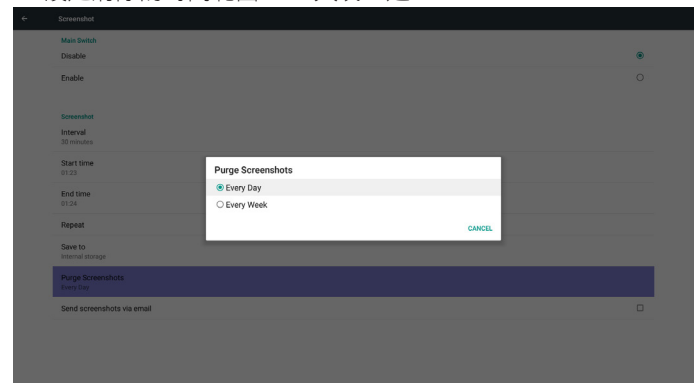 Screenshot
Main Switch
Disable
Enable
Screenshot
Interval
30 minutes
Start time
01:23
End time
01:24
Repeat
Save to
Internal storage
Purge Screenshots
Every Day
Send screenshots via email
Purge Screenshots
Every Day
Every Week
CANCEL